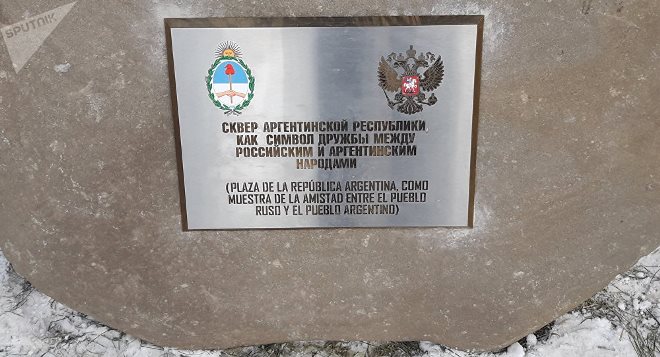 SPUTNIK
СКВЕР АРГЕНТИНСКОЙ РЕСПУБЛИКИ,
КАК СИМВОЛ ДРУЖБЫ МЕЖДУ
РОССИЙСКИМ И АРГЕНТИНСКИМ
НАРОДАМИ
(PLAZA DE LA REPÚBLICA ARGENTINA, COMO
MUESTRA DE LA AMISTAD ENTRE EL PUEBLO
RUSO Y EL PUEBLO ARGENTINO)